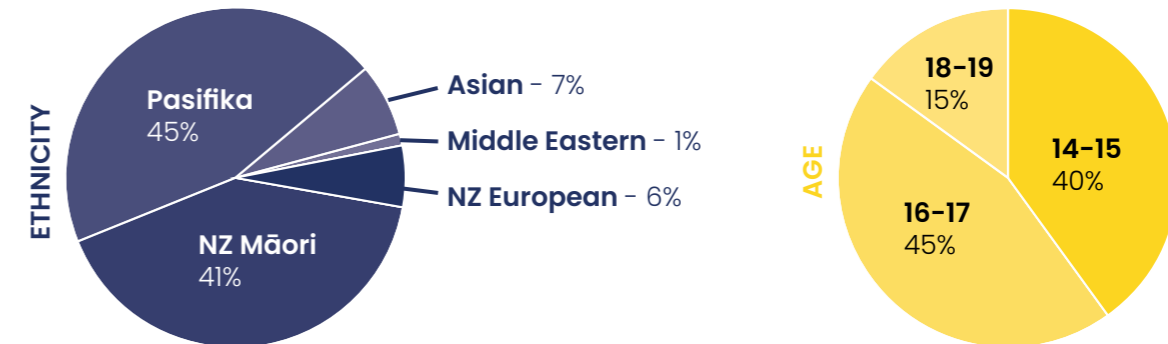 ETHNICITY
Pasifika
45%
Asian - 7%
Middle Eastern - 1%
NZ European - 6%
NZ Māori
41%
AGE
18-19
15%
14-15
40%
16-17
45%